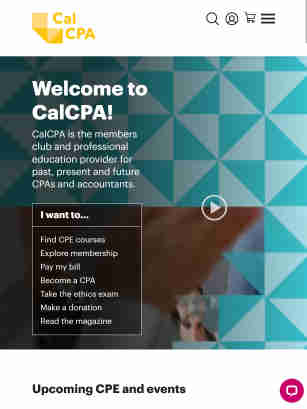 Cal
CPA
Welcome to
CalCPA!
CalCPA is the members
club and professional
education provider for
past, present and future
CPAs and accountants.
I want to...
Find CPE courses
Explore membership
Pay my bill
Become a CPA
Take the ethics exam
Make a donation
Read the magazine
Upcoming CPE and events